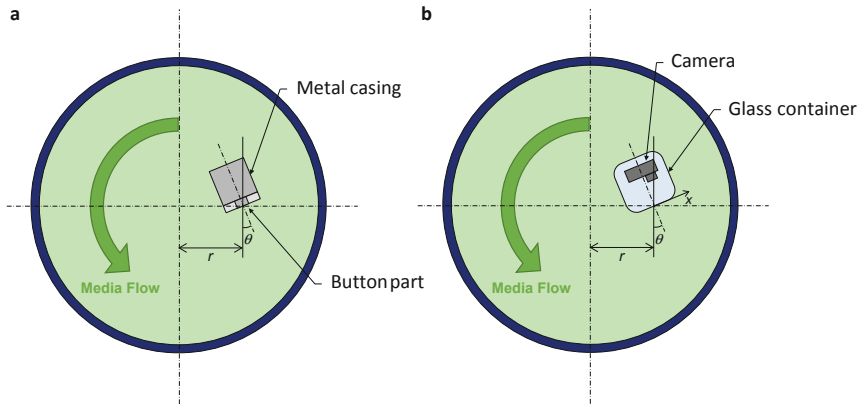 a
Metal casing
θ
r
Button part
Media Flow
b
Camera
Glass container
x
θ
r
Media Flow